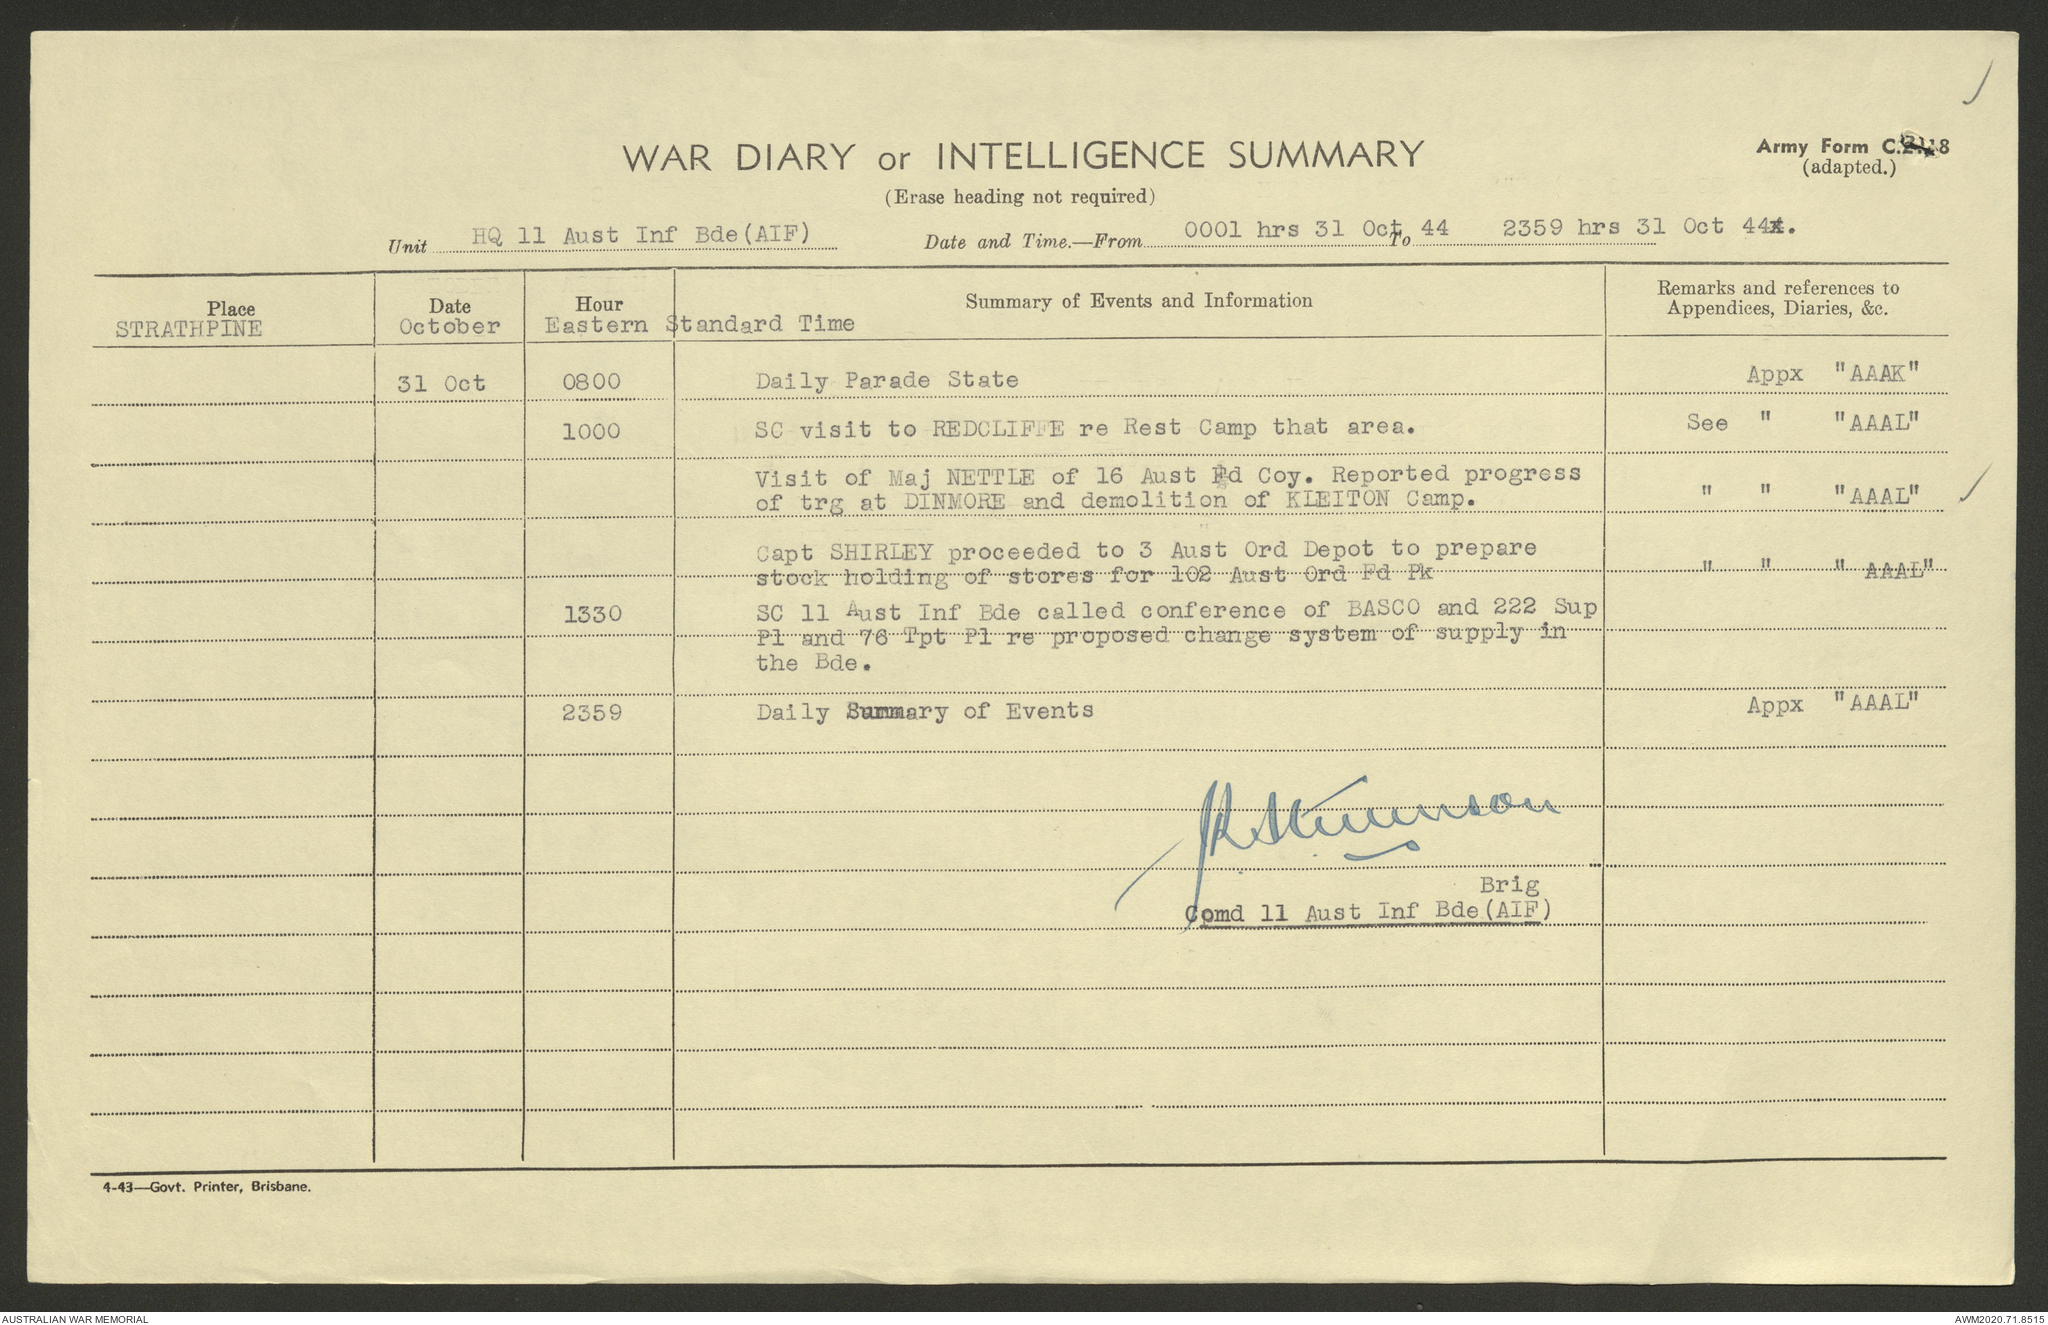 WAR DIARY or INTELLIGENCE SUMMARY
Army Form C.2118
(adapted.)
(Erase heading not required)
Unit HQ 11 Aust Inf Bde(AIF) Date and Time.—From 0001 hrs 31 Oct 44 To 2359 hrs 31 Oct 44.
Place Date Hour Summary of Events and Information Remarks and references to
Appendices, Diaries, &c.
STRATHPINE October Eastern Standard Time
31 Oct 0800 Daily Parade State Appx "AAAK"
1000 SC visit to REDCLIFFE re Rest Camp that area. See " "AAAL"
Visit of Maj NETTLE of 16 Aust Fd Coy. Reported progress
of trg at DINMORE and demolition of KLEITON Camp. " " "AAAL"
Capt SHIRLEY proceeded to 3 Aust Ord Depot to prepare
stock holding of stores for 102 Aust Ord Fd Pk " " " AAAL"
1330 SC 11 Aust Inf Bde called conference of BASCO and 222 Sup
Pl and 76 Tpt Pl re proposed change system of supply in
the Bde.
2359 Daily Summary of Events Appx "AAAL"
JRStevenson
Brig
Comd 11 Aust Inf Bde(AIF)
4-43—Govt. Printer, Brisbane.
AUSTRALIAN WAR MEMORIAL AWM2020.71.8515